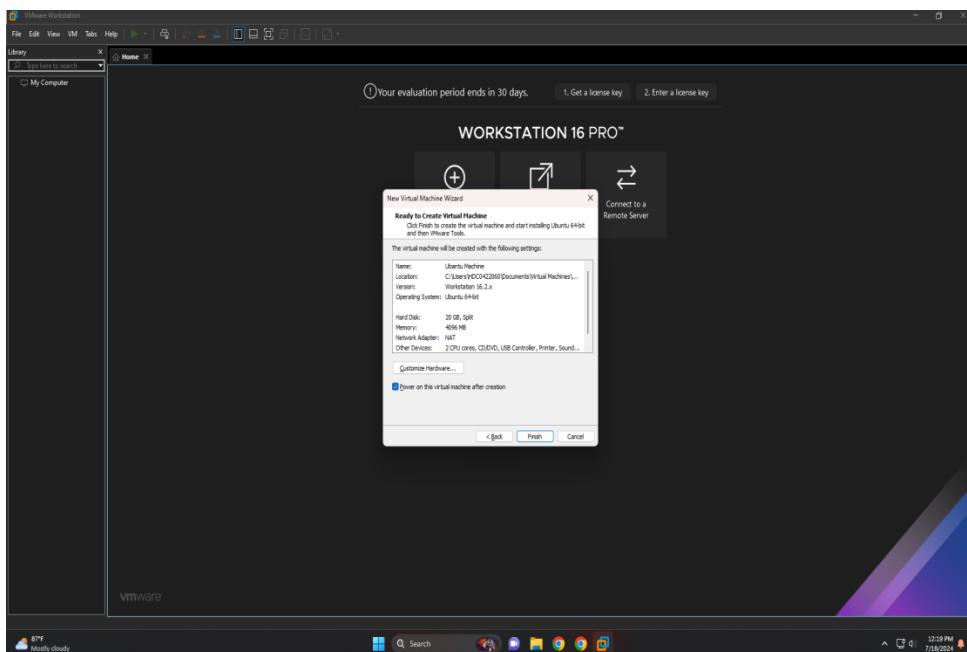 VMware Workstation
File Edit View VM Tabs Help
Library X
Home X
Type here to search
My Computer
Your evaluation period ends in 30 days. 1. Get a license key 2. Enter a license key
WORKSTATION 16 PRO™
Connect to a
Remote Server
New Virtual Machine Wizard X
Ready to Create Virtual Machine
Click Finish to create the virtual machine and start installing Ubuntu 64-bit
and then VMware Tools.
The virtual machine will be created with the following settings:
Name: Ubantu Machine
Location: C:\Users\HDC0422060\Documents\Virtual Machines\,...
Version: Workstation 16.2.x
Operating System: Ubuntu 64-bit
Hard Disk: 20 GB, Split
Memory: 4096 MB
Network Adapter: NAT
Other Devices: 2 CPU cores, CD/DVD, USB Controller, Printer, Sound...
Customize Hardware...
Power on this virtual machine after creation
< Back Finish Cancel
vmware
87°F
Mostly cloudy
Search
12:19 PM
7/18/2024